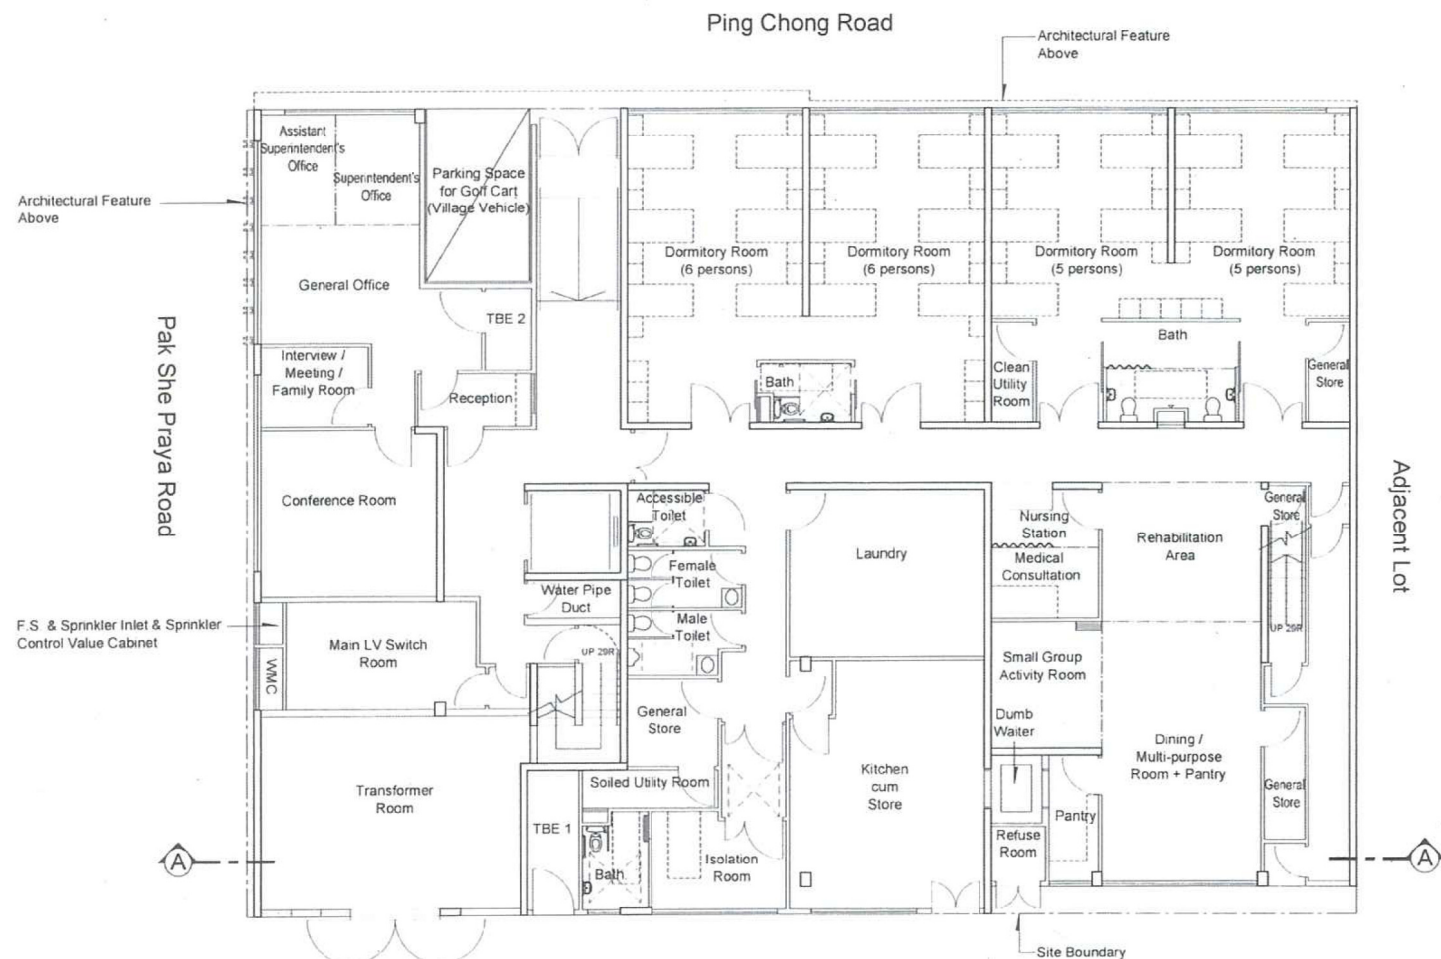 Ping Chong Road
Architectural Feature
Above
Assistant
Superintendent's
Office
Superintendent's
Office
Parking Space
for Golf Cart
(Village Vehicle)
Architectural Feature
Above
Dormitory Room
(6 persons)
Dormitory Room
(6 persons)
Dormitory Room
(5 persons)
Dormitory Room
(5 persons)
General Office
TBE 2
Pak She Praya Road
Interview /
Meeting /
Family Room
Reception
Bath
Clean
Utility
Room
Bath
General
Store
Conference Room
Accessible
Toilet
Laundry
Nursing
Station
Medical
Consultation
Rehabilitation
Area
General
Store
Adjacent Lot
Female
Toilet
Water Pipe
Duct
Male
Toilet
F.S. & Sprinkler Inlet & Sprinkler
Control Value Cabinet
Main LV Switch
Room
WMC
UP 29R
UP 29R
Small Group
Activity Room
General
Store
Dumb
Waiter
Dining /
Multi-purpose
Room + Pantry
Transformer
Room
Soiled Utility Room
Kitchen
cum
Store
General
Store
TBE 1
Pantry
Refuse
Room
Bath
Isolation
Room
A
A
Site Boundary